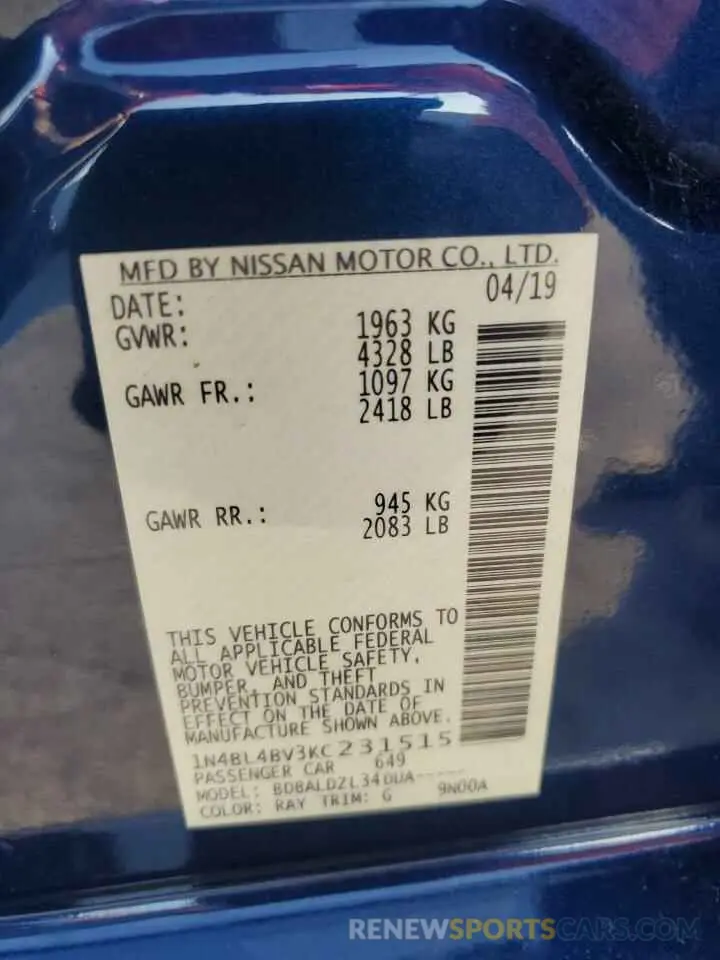 MFD BY NISSAN MOTOR CO., LTD.
DATE: 04/19
GVWR: 1963 KG
4328 LB
GAWR FR.: 1097 KG
2418 LB
GAWR RR.: 945 KG
2083 LB
THIS VEHICLE CONFORMS TO
ALL APPLICABLE FEDERAL
MOTOR VEHICLE SAFETY,
BUMPER, AND THEFT
PREVENTION STANDARDS IN
EFFECT ON THE DATE OF
MANUFACTURE SHOWN ABOVE.
1N4BL4BV3KC231515
PASSENGER CAR 649
MODEL: BDBALDZL34DUA-----
COLOR: RAY TRIM: G 9N00A
RENEWSPORTSCARS.COM